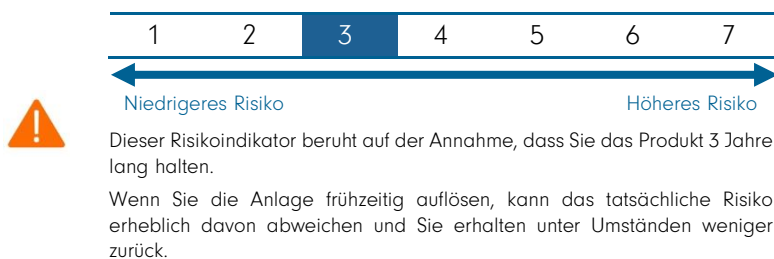 1 2 3 4 5 6 7
Niedrigeres Risiko Höheres Risiko
Dieser Risikoindikator beruht auf der Annahme, dass Sie das Produkt 3 Jahre
lang halten.
Wenn Sie die Anlage frühzeitig auflösen, kann das tatsächliche Risiko
erheblich davon abweichen und Sie erhalten unter Umständen weniger
zurück.